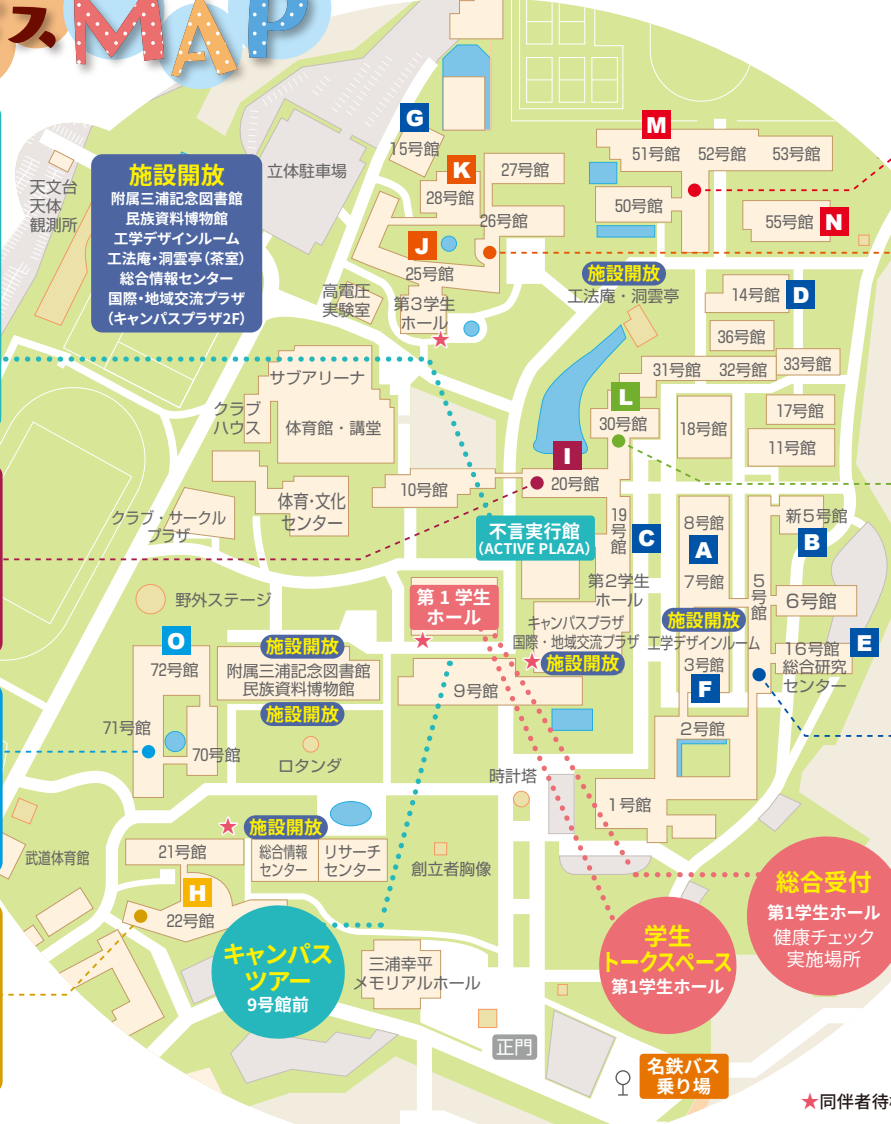 ス MAP
施設開放
附属三浦記念図書館
民族資料博物館
工学デザインルーム
工法庵・洞雲亭(茶室)
総合情報センター
国際・地域交流プラザ
(キャンパスプラザ2F)
天文台
天体
観測所
立体駐車場
G
15号館
K
27号館
28号館
26号館
J
25号館
高電圧
実験室
第3学生
ホール
M
51号館
52号館
53号館
50号館
55号館
N
施設開放
工法庵・洞雲亭
14号館
D
36号館
31号館
32号館
33号館
L
30号館
18号館
17号館
11号館
サブアリーナ
クラブ
ハウス
体育館・講堂
I
20号館
10号館
体育・文化
センター
クラブ・サークル
プラザ
不言実行館
(ACTIVE PLAZA)
19号館
C
8号館
A
7号館
新5号館
B
5号館
6号館
第2学生
ホール
キャンパスプラザ
国際・地域交流プラザ
施設開放
施設開放
工学デザインルーム
3号館
F
16号館
総合研究
センター
E
2号館
野外ステージ
第1学生
ホール
O
72号館
施設開放
附属三浦記念図書館
民族資料博物館
施設開放
9号館
71号館
70号館
ロタンダ
時計塔
1号館
武道体育館
21号館
施設開放
総合情報
センター
リサーチ
センター
創立者胸像
H
22号館
キャンパス
ツアー
9号館前
三浦幸平
メモリアルホール
学生
トークスペース
第1学生ホール
総合受付
第1学生ホール
健康チェック
実施場所
正門
名鉄バス
乗り場
★同伴者待